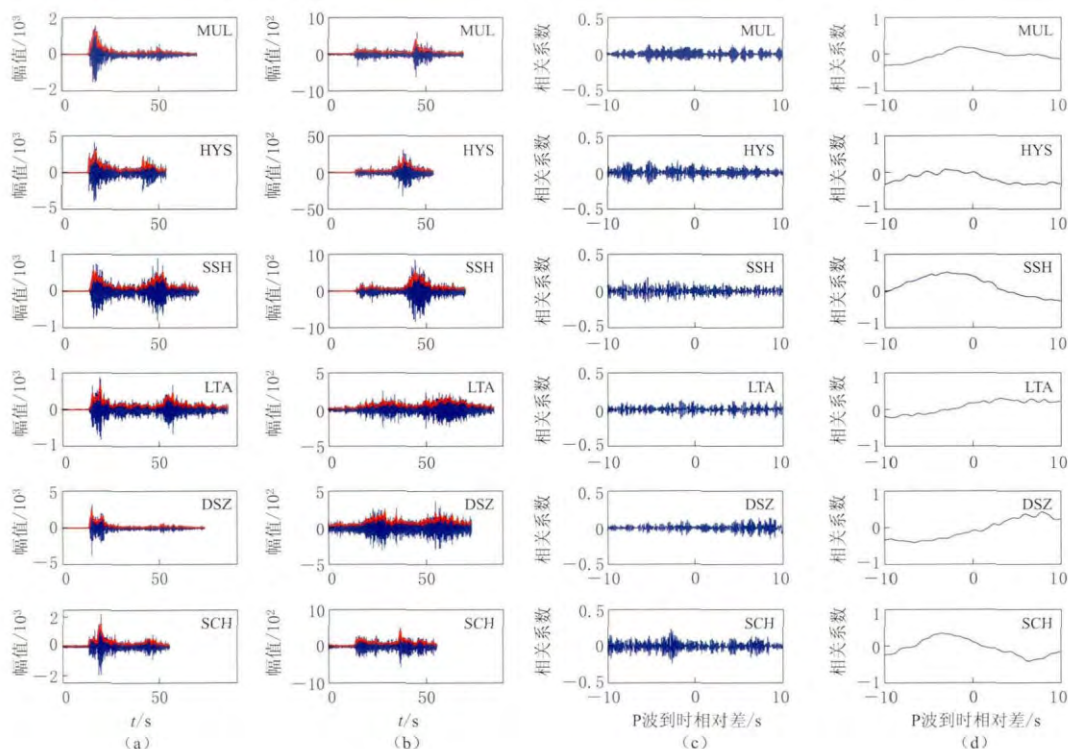 幅值/10³ 2 0 −2 MUL 0 50
幅值/10² 10 0 −10 MUL 0 50
相关系数 0.5 0 −0.5 MUL −10 0 10
1 0 −1 MUL −10 0 10
幅值/10³ 5 0 −5 HYS 0 50
幅值/10² 50 0 −50 HYS 0 50
相关系数 0.5 0 −0.5 HYS −10 0 10
相关系数 1 0 −1 HYS −10 0 10
幅值/10³ 1 0 −1 SSH 0 50
幅值/10² 10 0 −10 SSH 0 50
相关系数 0.5 0 −0.5 SSH −10 0 10
相关系数 1 0 −1 SSH −10 0 10
幅值/10³ 1 0 −1 LTA 0 50
幅值/10² 5 0 −5 LTA 0 50
相关系数 0.5 0 −0.5 LTA −10 0 10
相关系数 1 0 −1 LTA −10 0 10
幅值/10³ 5 0 −5 DSZ 0 50
幅值/10² 5 0 −5 DSZ 0 50
相关系数 0.5 0 −0.5 DSZ −10 0 10
相关系数 1 0 −1 DSZ −10 0 10
幅值/10³ 2 0 −2 SCH 0 50
幅值/10² 10 0 −10 SCH 0 50
相关系数 0.5 0 −0.5 SCH −10 0 10
相关系数 1 0 −1 SCH −10 0 10
t/s
t/s
P波到时相对差/s
P波到时相对差/s
(a)
(b)
(c)
(d)